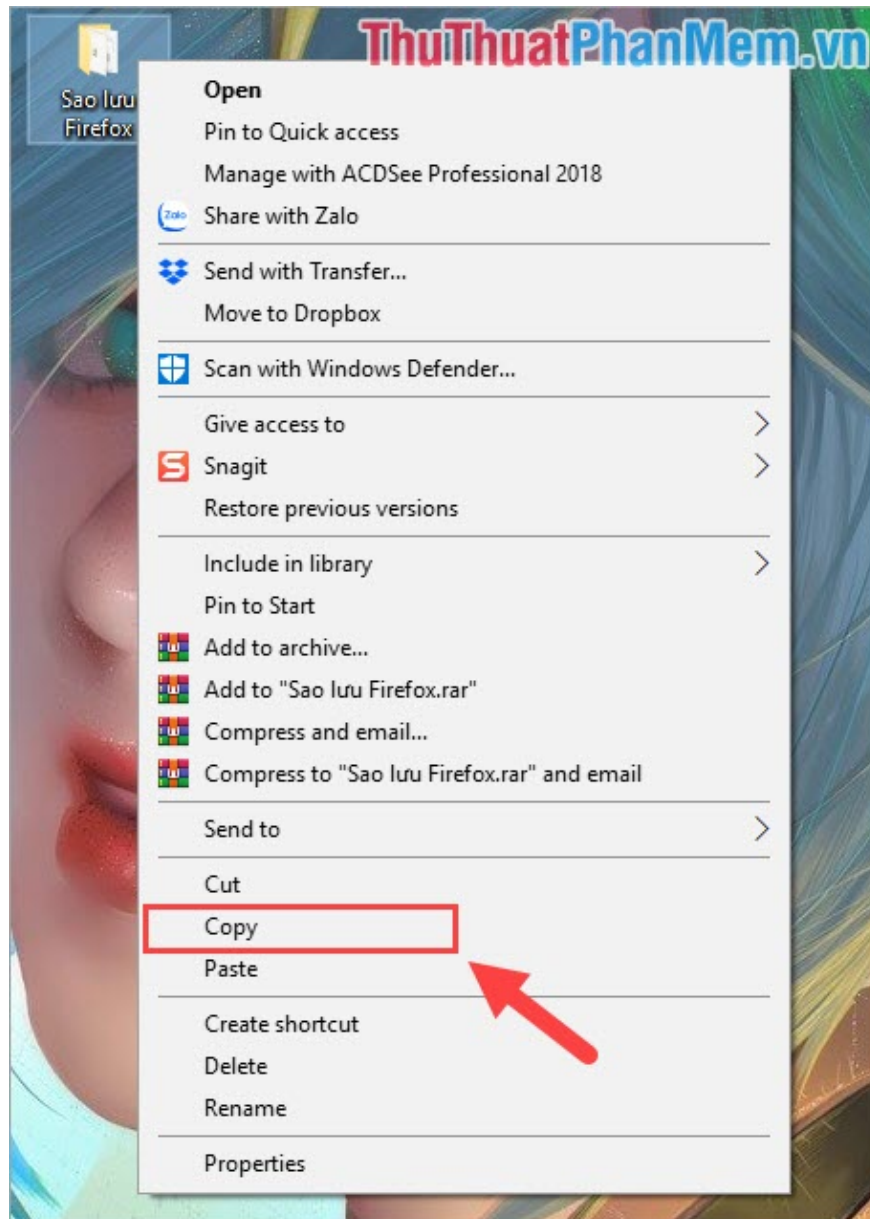 ThuThuatPhanMem.vn
Sao lưu
Firefox
Open
Pin to Quick access
Manage with ACDSee Professional 2018
Zalo
Share with Zalo
Send with Transfer...
Move to Dropbox
Scan with Windows Defender...
Give access to
S
Snagit
Restore previous versions
Include in library
Pin to Start
Add to archive...
Add to "Sao lưu Firefox.rar"
Compress and email...
Compress to "Sao lưu Firefox.rar" and email
Send to
Cut
Copy
Paste
Create shortcut
Delete
Rename
Properties